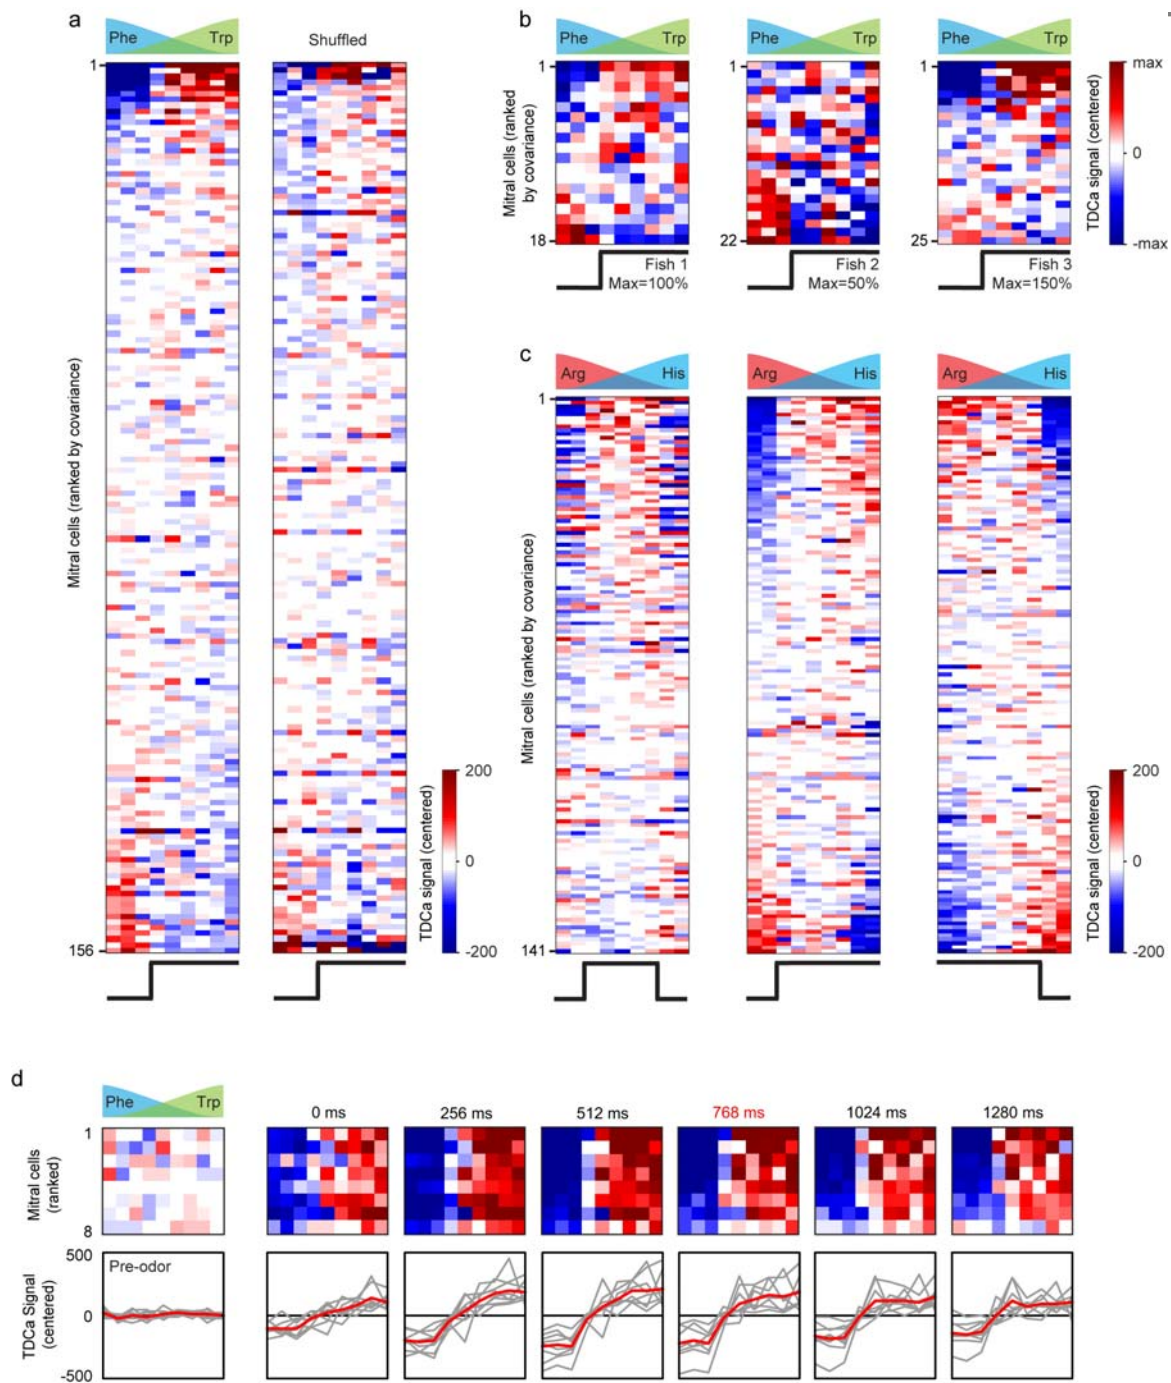 a
Phe
Trp
Shuffled
1
156
Mitral cells (ranked by covariance)
200
0
-200
TDCa signal (centered)
b
Phe
Trp
Phe
Trp
Phe
Trp
1
18
1
22
1
25
Mitral cells (ranked
by covariance)
Fish 1
Max=100%
Fish 2
Max=50%
Fish 3
Max=150%
max
0
-max
TDCa signal (centered)
c
Arg
His
Arg
His
Arg
His
1
141
Mitral cells (ranked by covariance)
200
0
-200
TDCa signal (centered)
d
Phe
Trp
0 ms
256 ms
512 ms
768 ms
1024 ms
1280 ms
1
8
Mitral cells
(ranked)
500
0
-500
TDCa Signal
(centered)
Pre-odor